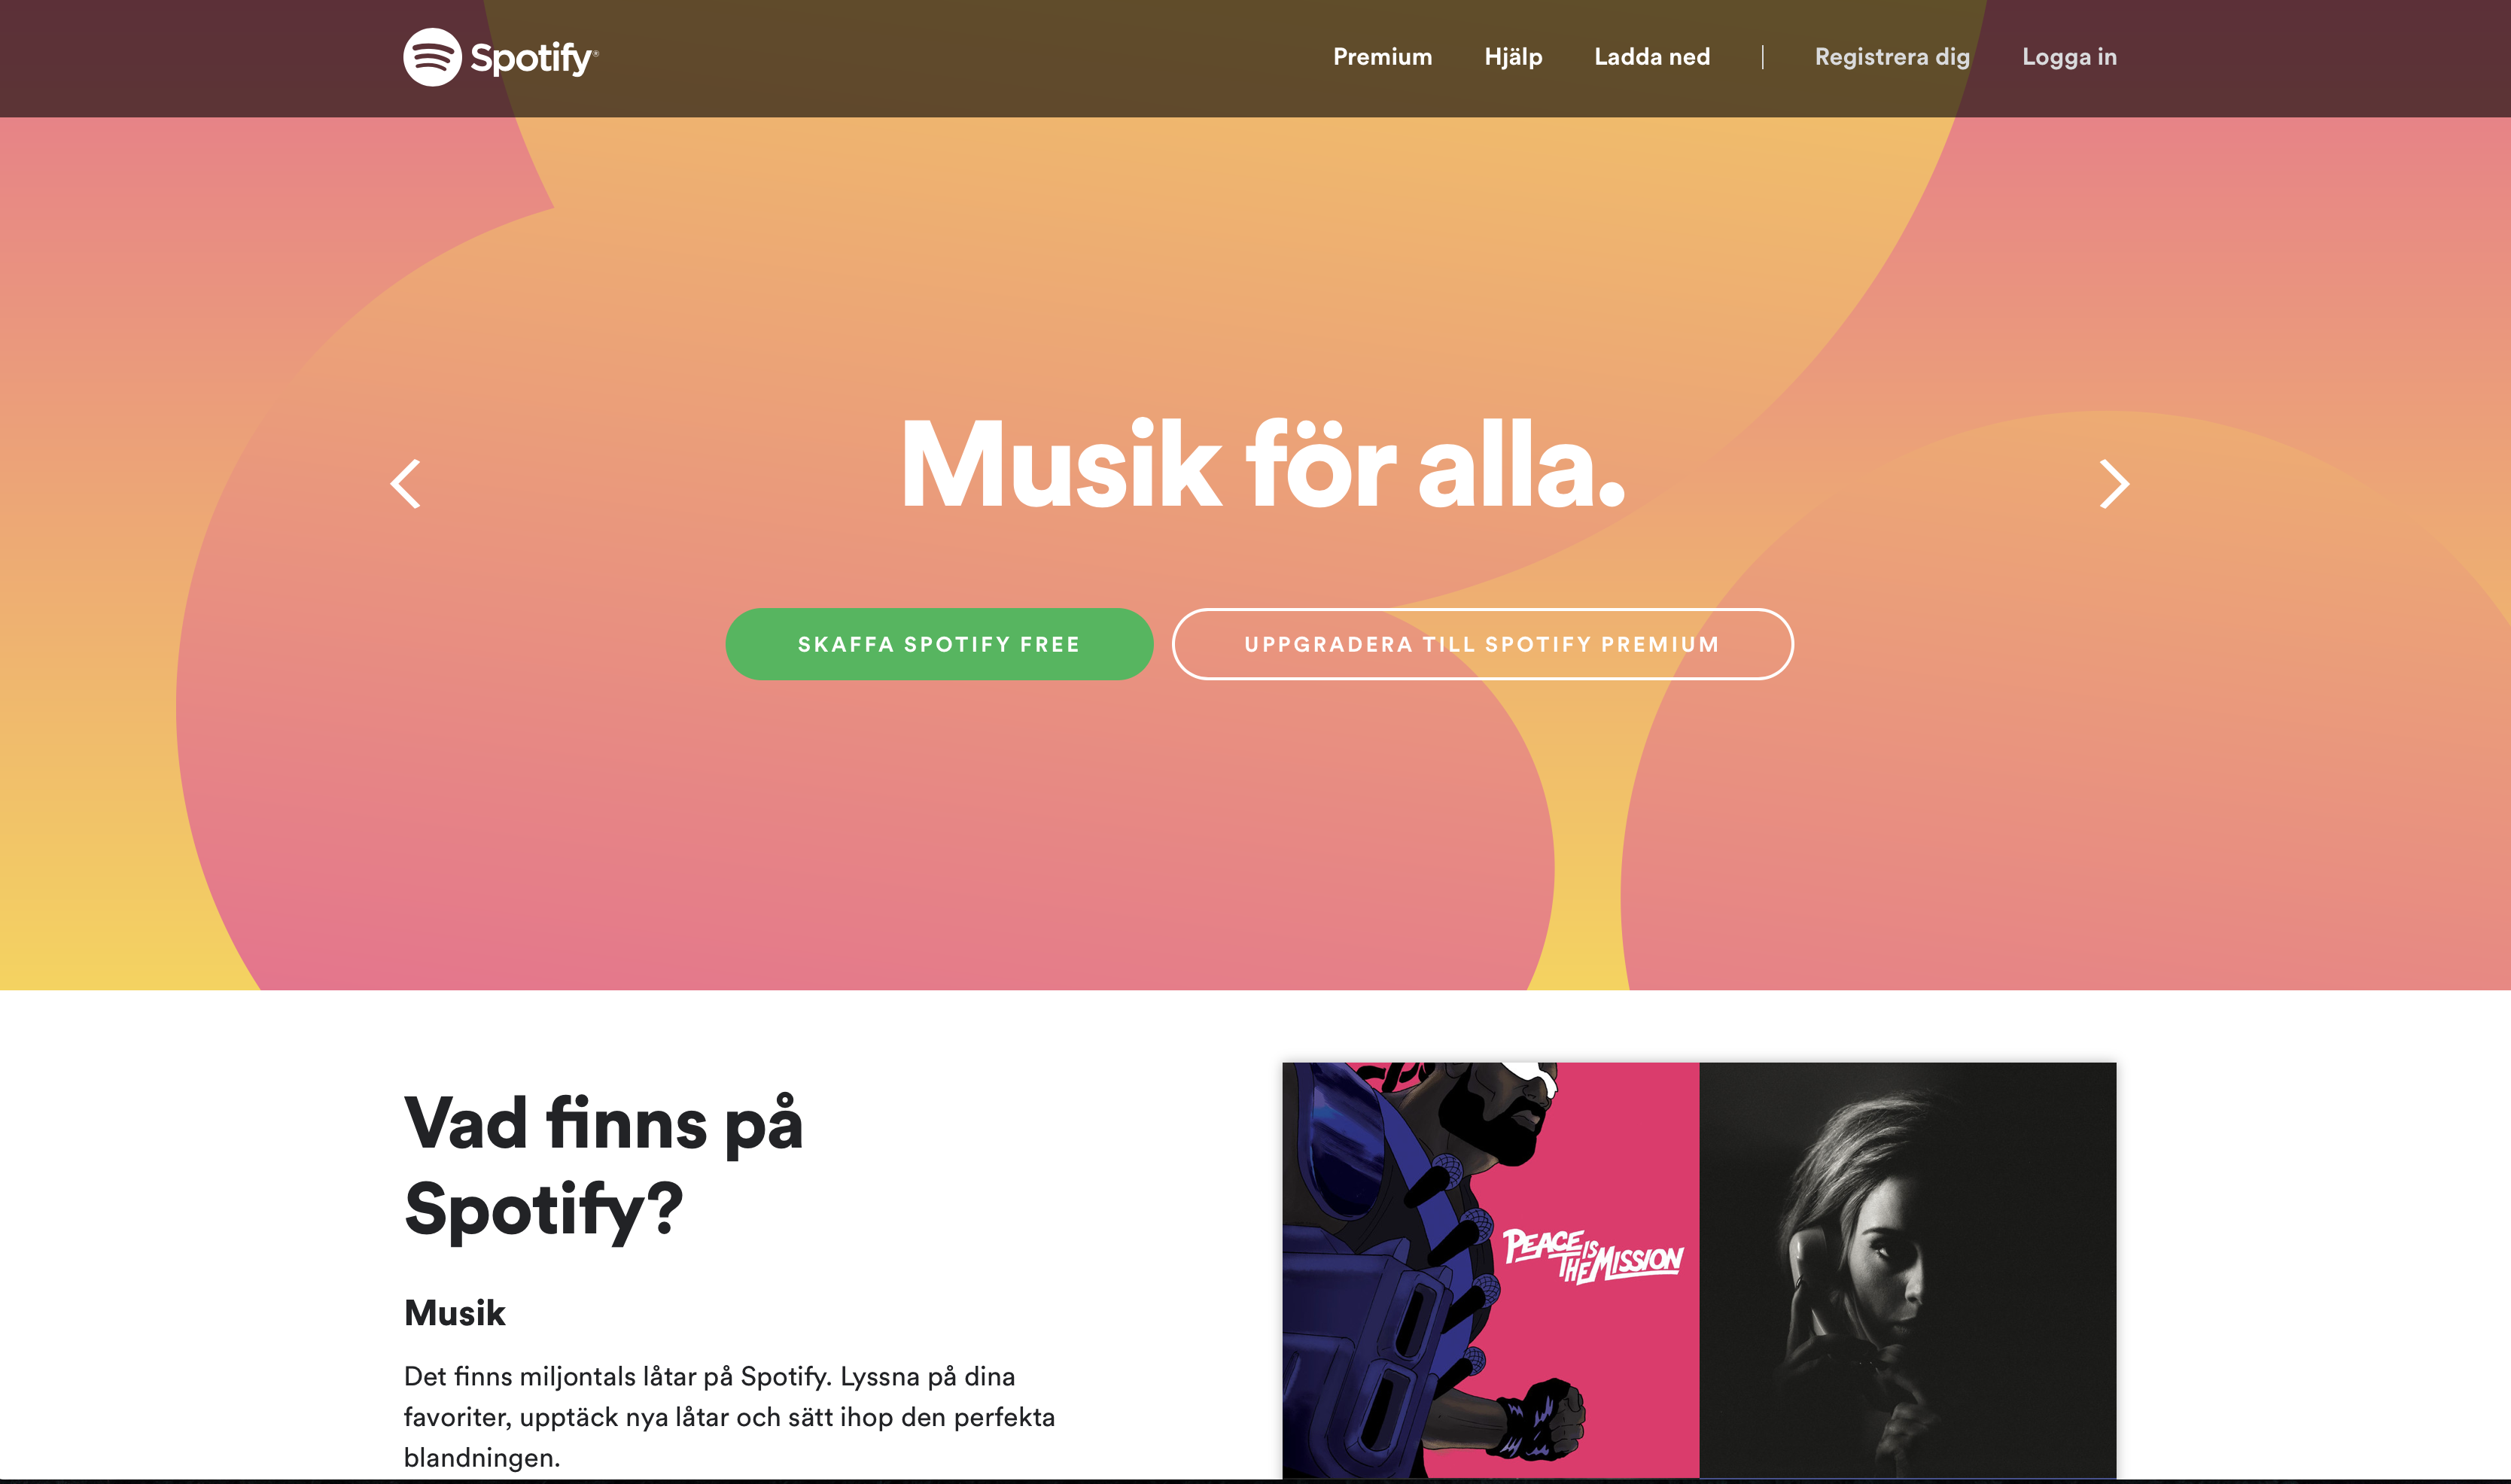 Spotify®
Premium
Hjälp
Ladda ned
Registrera dig
Logga in
Musik för alla.
SKAFFA SPOTIFY FREE
UPPGRADERA TILL SPOTIFY PREMIUM
Vad finns på
Spotify?
Musik
Det finns miljontals låtar på Spotify. Lyssna på dina
favoriter, upptäck nya låtar och sätt ihop den perfekta
blandningen.
PEACE IS
THE MISSION